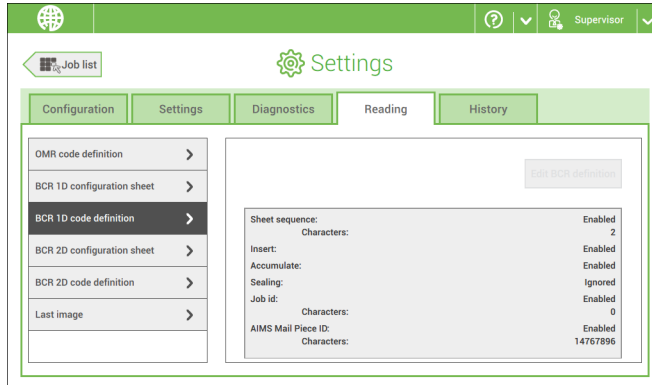 Supervisor
Job list
Settings
Configuration Settings Diagnostics Reading History
OMR code definition
BCR 1D configuration sheet
BCR 1D code definition
BCR 2D configuration sheet
BCR 2D code definition
Last image
Edit BCR definition
Sheet sequence: Enabled
Characters: 2
Insert: Enabled
Accumulate: Enabled
Sealing: Ignored
Job id: Enabled
Characters: 0
AIMS Mail Piece ID: Enabled
Characters: 14767896